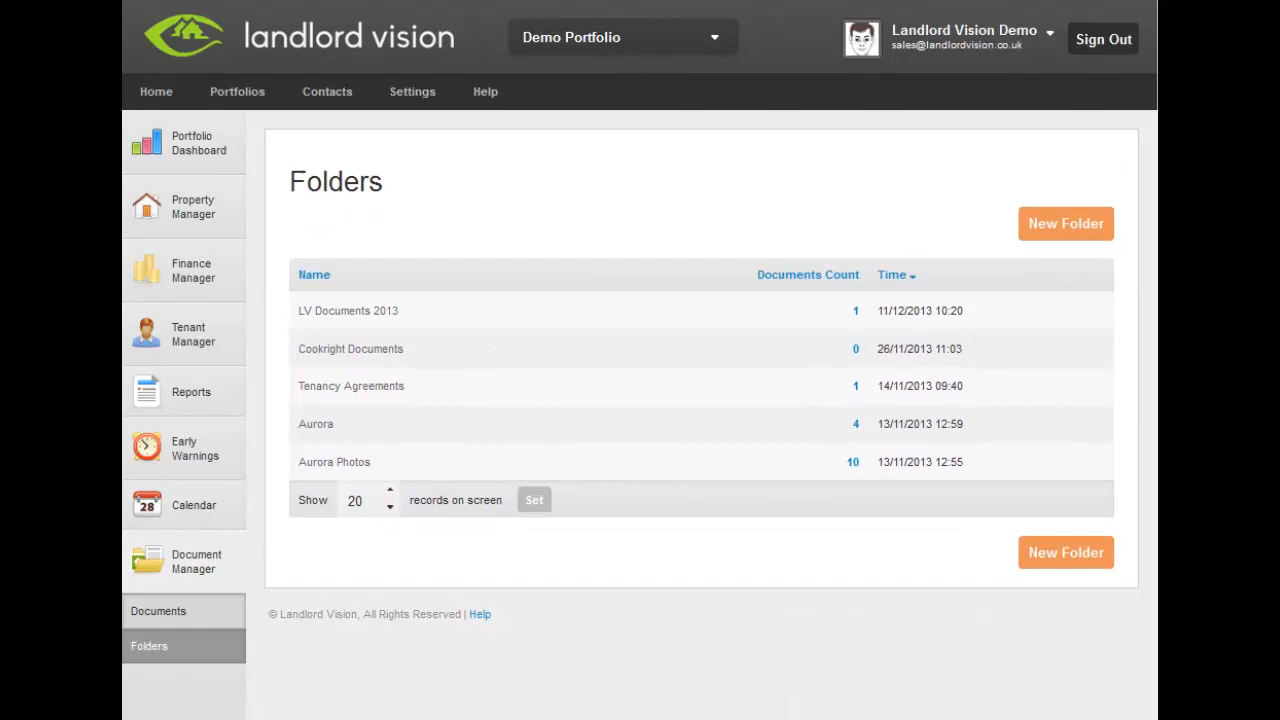 landlord vision
Demo Portfolio
Landlord Vision Demo
sales@landlordvision.co.uk
Sign Out
Home Portfolios Contacts Settings Help
Portfolio
Dashboard
Property
Manager
Finance
Manager
Tenant
Manager
Reports
Early
Warnings
28
Calendar
Document
Manager
Documents
Folders
Folders
New Folder
Name Documents Count Time
LV Documents 2013 1 11/12/2013 10:20
Cookright Documents 0 26/11/2013 11:03
Tenancy Agreements 1 14/11/2013 09:40
Aurora 4 13/11/2013 12:59
Aurora Photos 10 13/11/2013 12:55
Show 20 records on screen Set
New Folder
© Landlord Vision, All Rights Reserved | Help